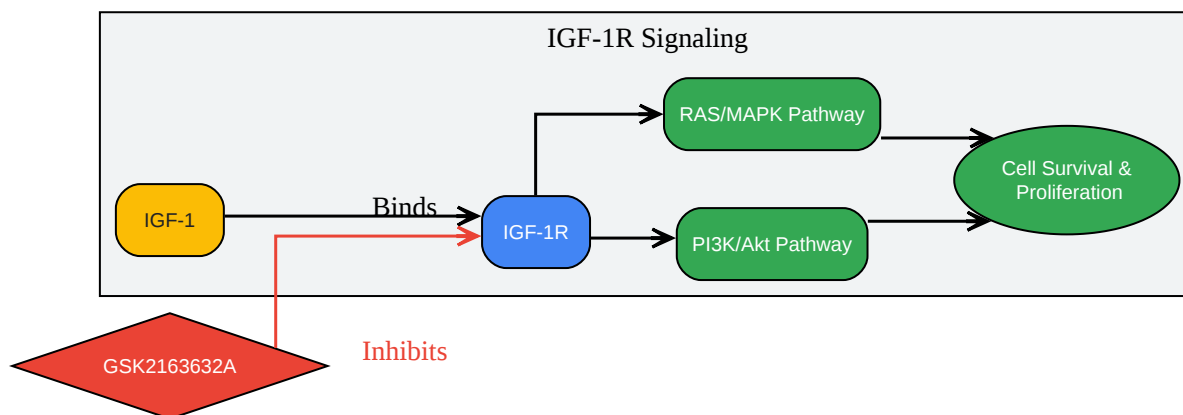 IGF-1R Signaling
RAS/MAPK Pathway
Cell Survival &
Proliferation
IGF-1
Binds
IGF-1R
PI3K/Akt Pathway
GSK2163632A
Inhibits